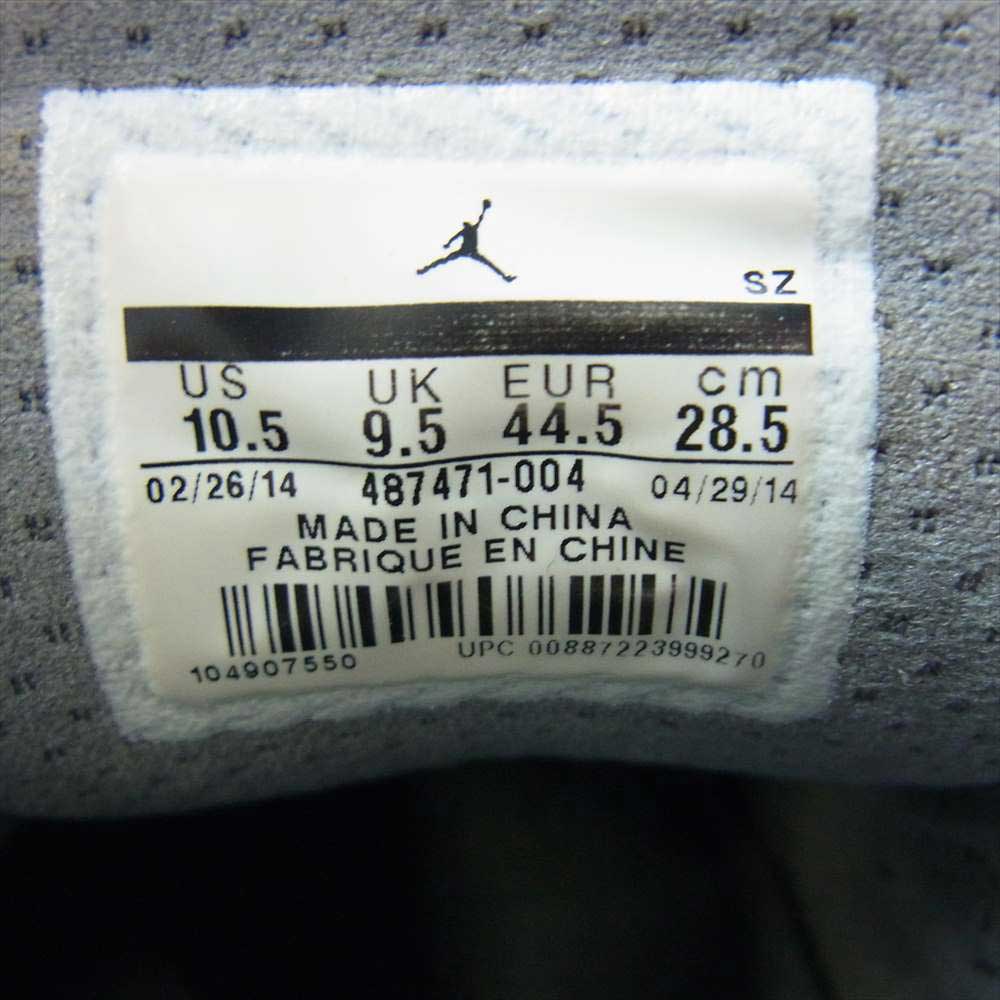 SZ
US UK EUR cm
10.5 9.5 44.5 28.5
02/26/14 487471-004 04/29/14
MADE IN CHINA
FABRIQUE EN CHINE
104907550 UPC 00887223999270